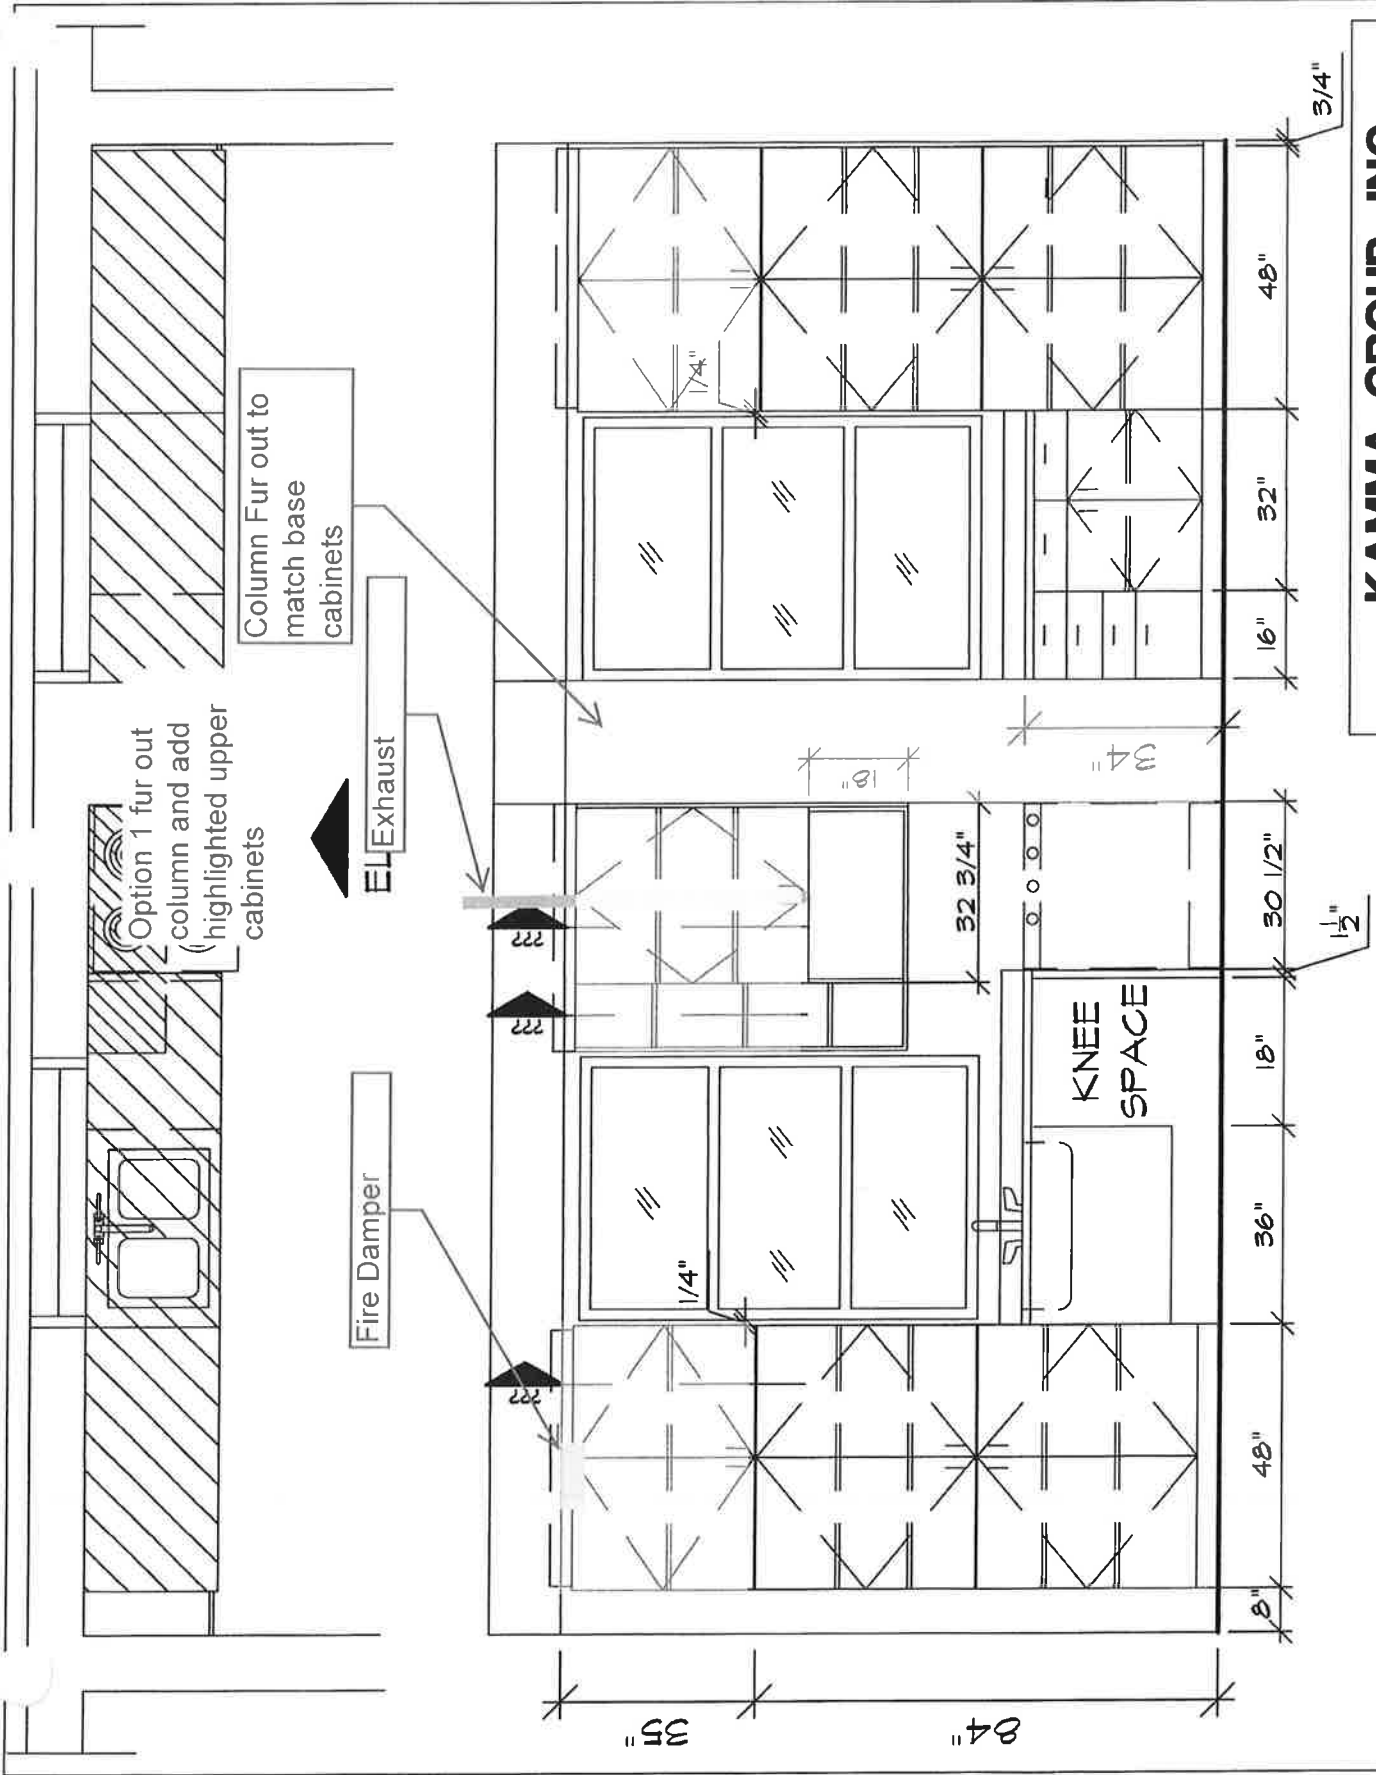 Option 1 fur out
column and add
highlighted upper
cabinets
Column Fur out to
match base
cabinets
EL
Exhaust
Fire Damper
???
???
???
1/4"
1/4"
18"
34"
32 3/4"
KNEE
SPACE
35"
84"
8"
48"
36"
18"
1 1/2"
30 1/2"
16"
32"
48"
3/4"